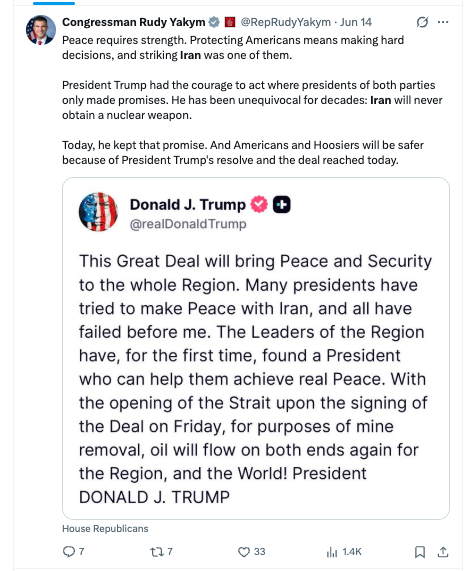 Congressman Rudy Yakym @RepRudyYakym · Jun 14
Peace requires strength. Protecting Americans means making hard
decisions, and striking Iran was one of them.
President Trump had the courage to act where presidents of both parties
only made promises. He has been unequivocal for decades: Iran will never
obtain a nuclear weapon.
Today, he kept that promise. And Americans and Hoosiers will be safer
because of President Trump's resolve and the deal reached today.
Donald J. Trump
@realDonaldTrump
This Great Deal will bring Peace and Security
to the whole Region. Many presidents have
tried to make Peace with Iran, and all have
failed before me. The Leaders of the Region
have, for the first time, found a President
who can help them achieve real Peace. With
the opening of the Strait upon the signing of
the Deal on Friday, for purposes of mine
removal, oil will flow on both ends again for
the Region, and the World! President
DONALD J. TRUMP
House Republicans
7 7 33 1.4K